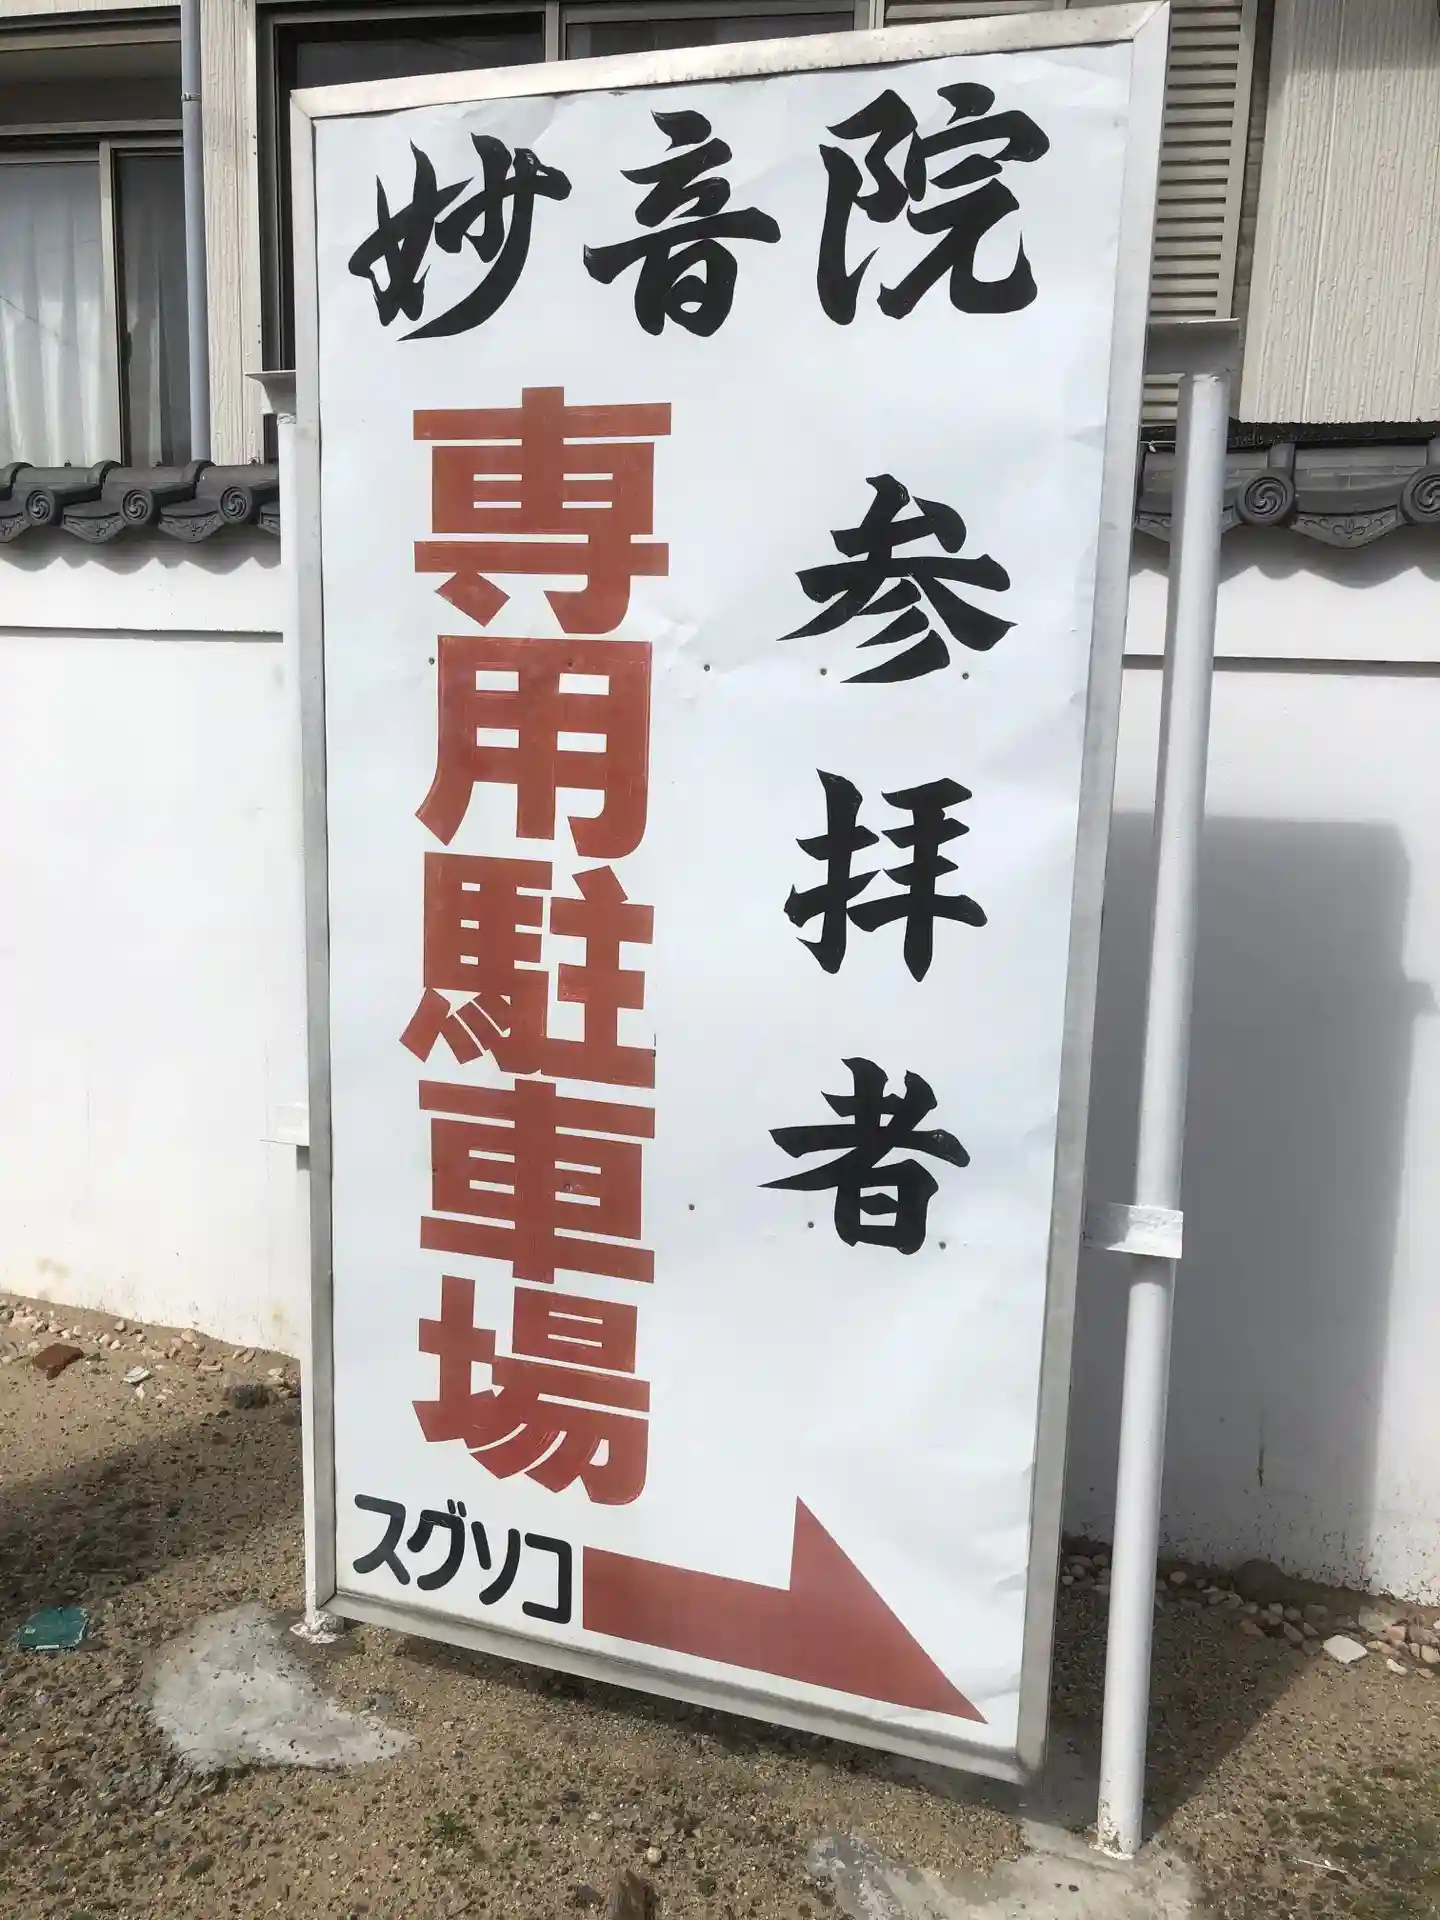 妙音院
参拝者
専用駐車場
スグソコ